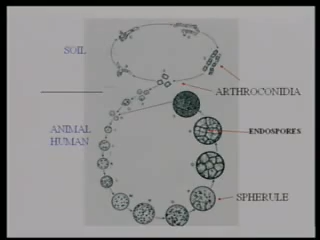 SOIL
ARTHROCONIDIA
ANIMAL
HUMAN
ENDOSPORES
SPHERULE